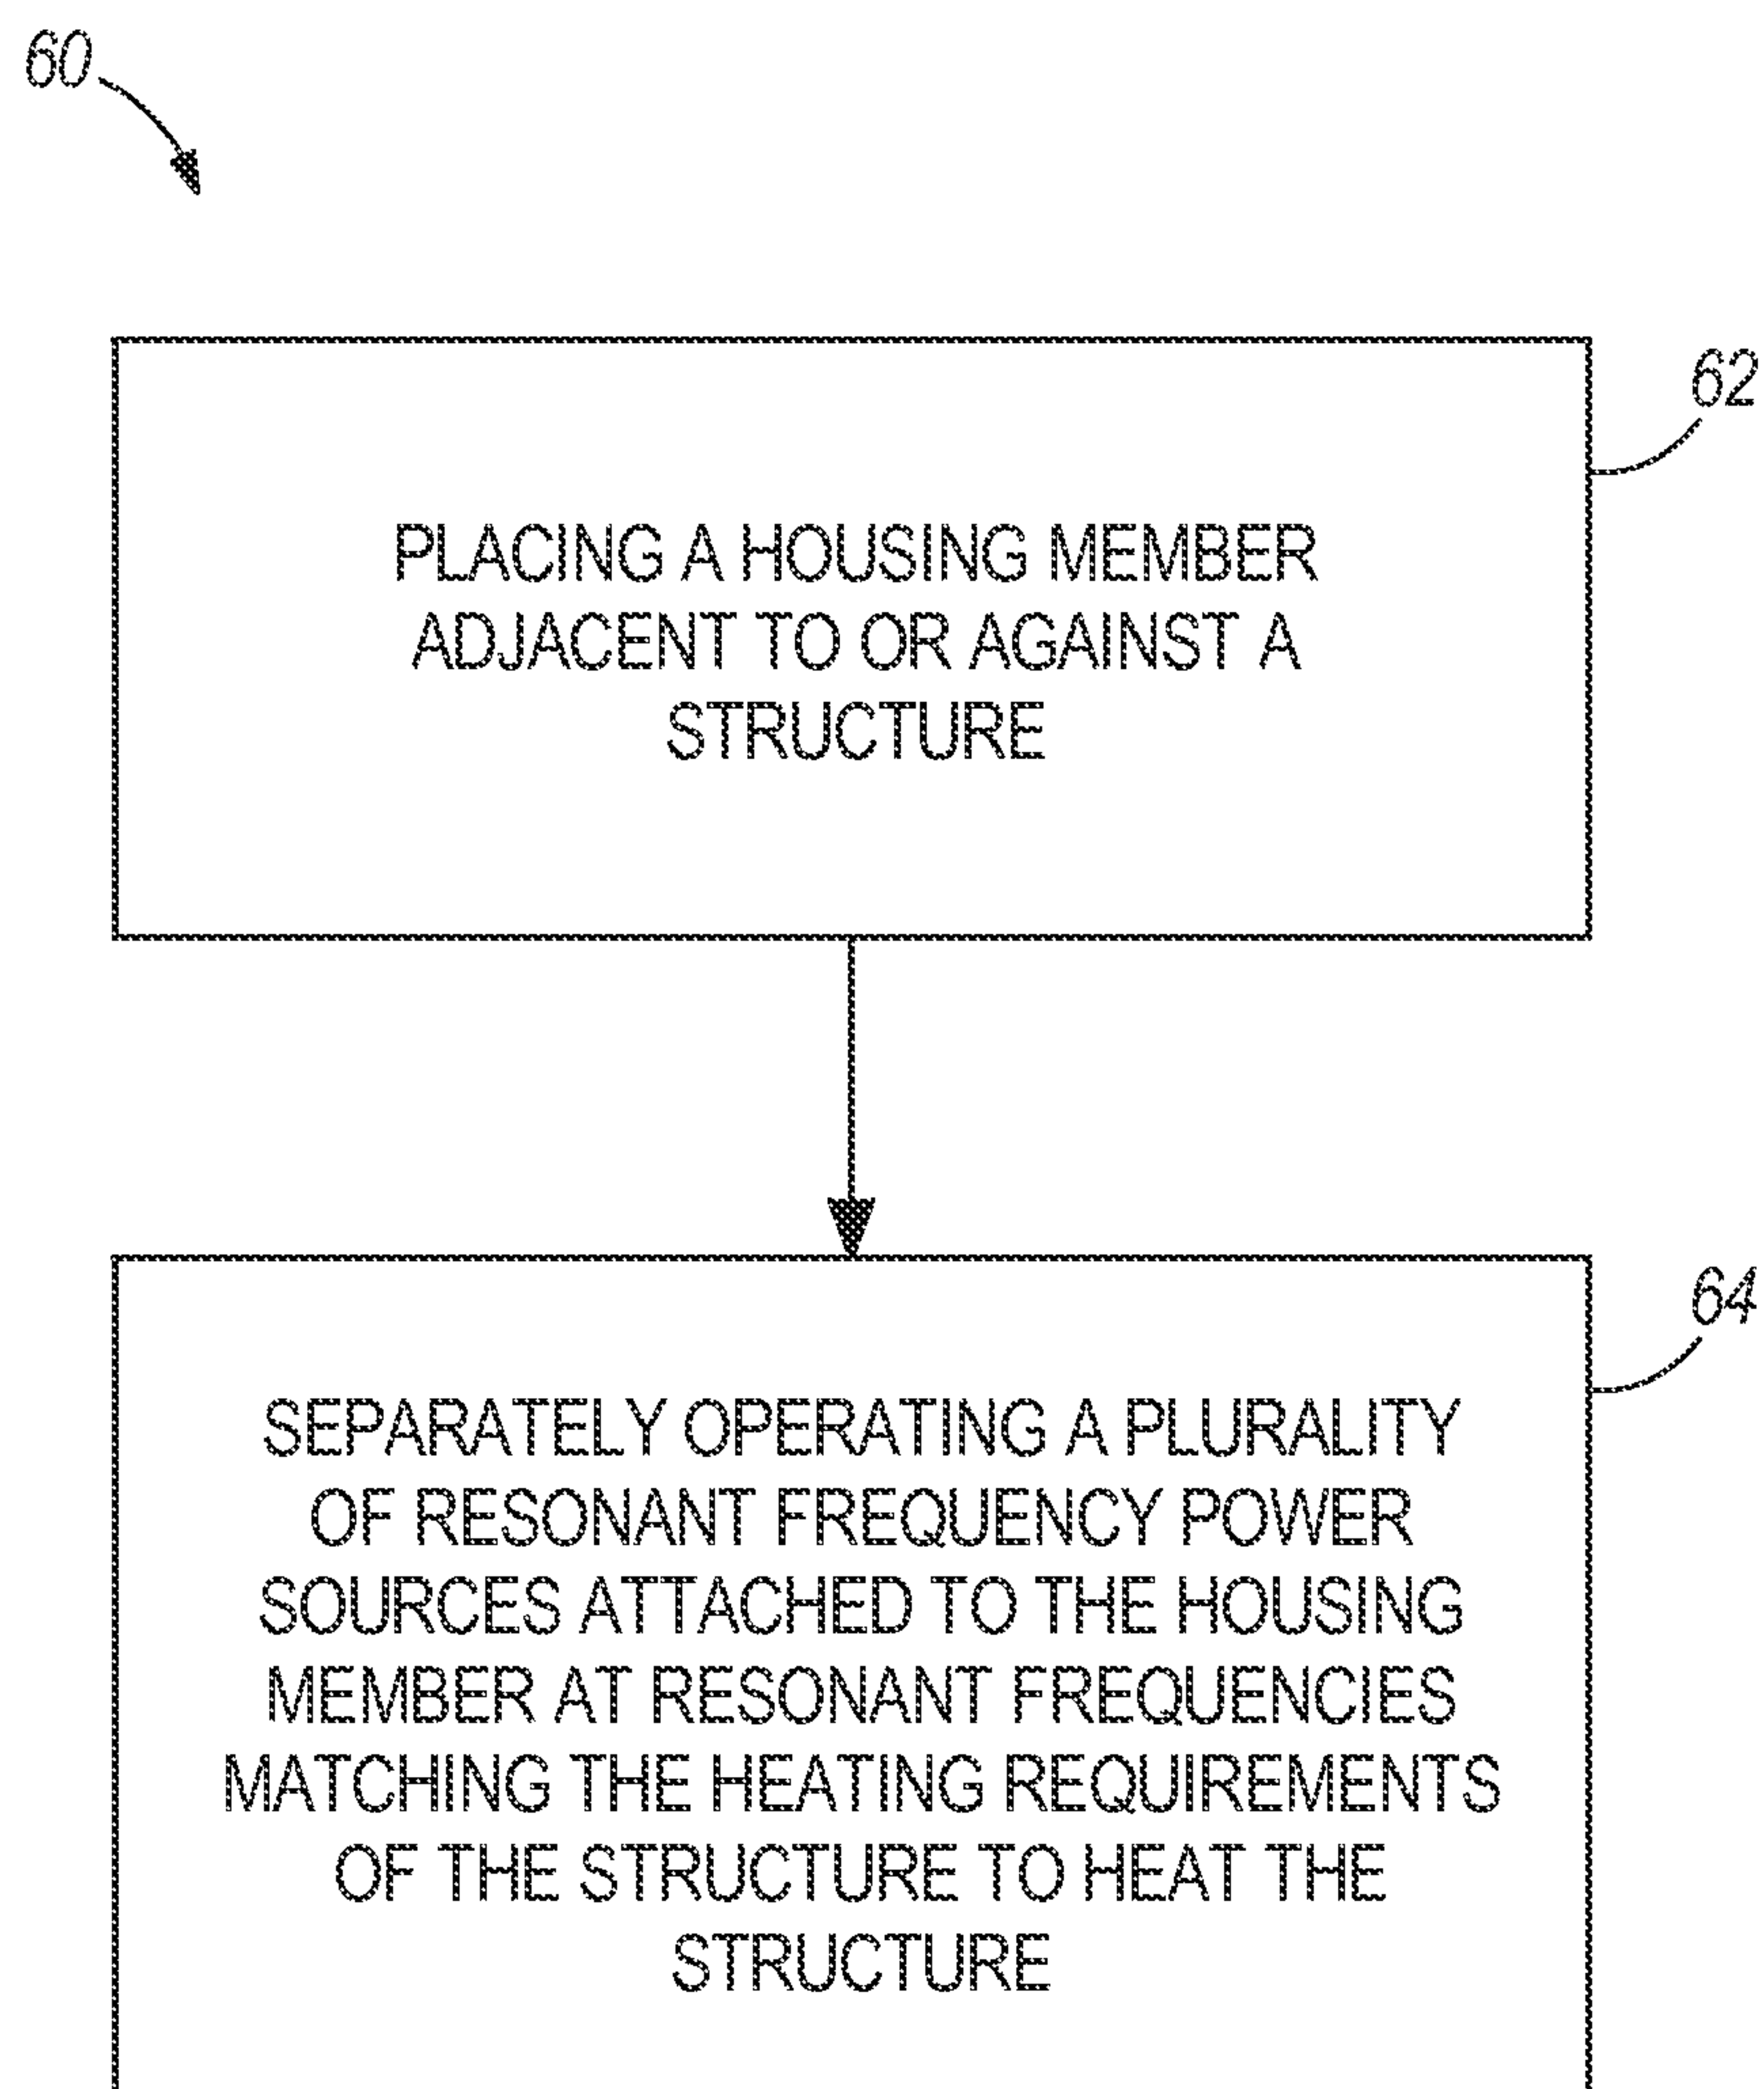 60
62
PLACING A HOUSING MEMBER
ADJACENT TO OR AGAINST A
STRUCTURE
64
SEPARATELY OPERATING A PLURALITY
OF RESONANT FREQUENCY POWER
SOURCES ATTACHED TO THE HOUSING
MEMBER AT RESONANT FREQUENCIES
MATCHING THE HEATING REQUIREMENTS
OF THE STRUCTURE TO HEAT THE
STRUCTURE